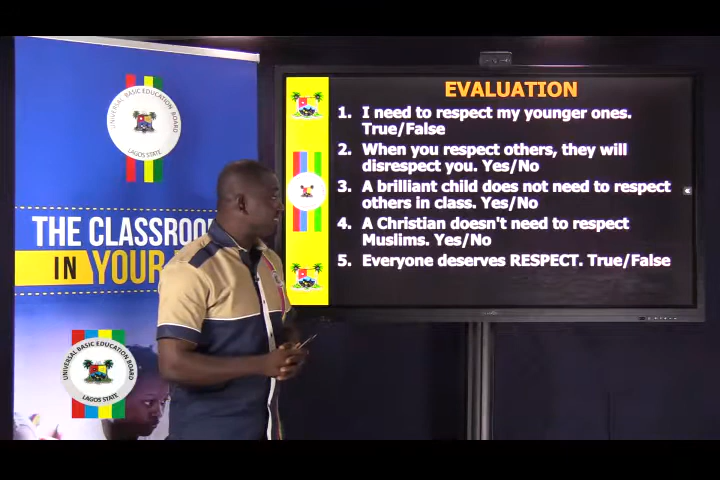 UNIVERSAL BASIC EDUCATION BOARD
LAGOS STATE
THE CLASSROO
IN YOUR
UNIVERSAL BASIC EDUCATION BOARD
LAGOS STATE
EVALUATION
1. I need to respect my younger ones.
True/False
2. When you respect others, they will
disrespect you. Yes/No
3. A brilliant child does not need to respect
others in class. Yes/No
4. A Christian doesn't need to respect
Muslims. Yes/No
5. Everyone deserves RESPECT. True/False